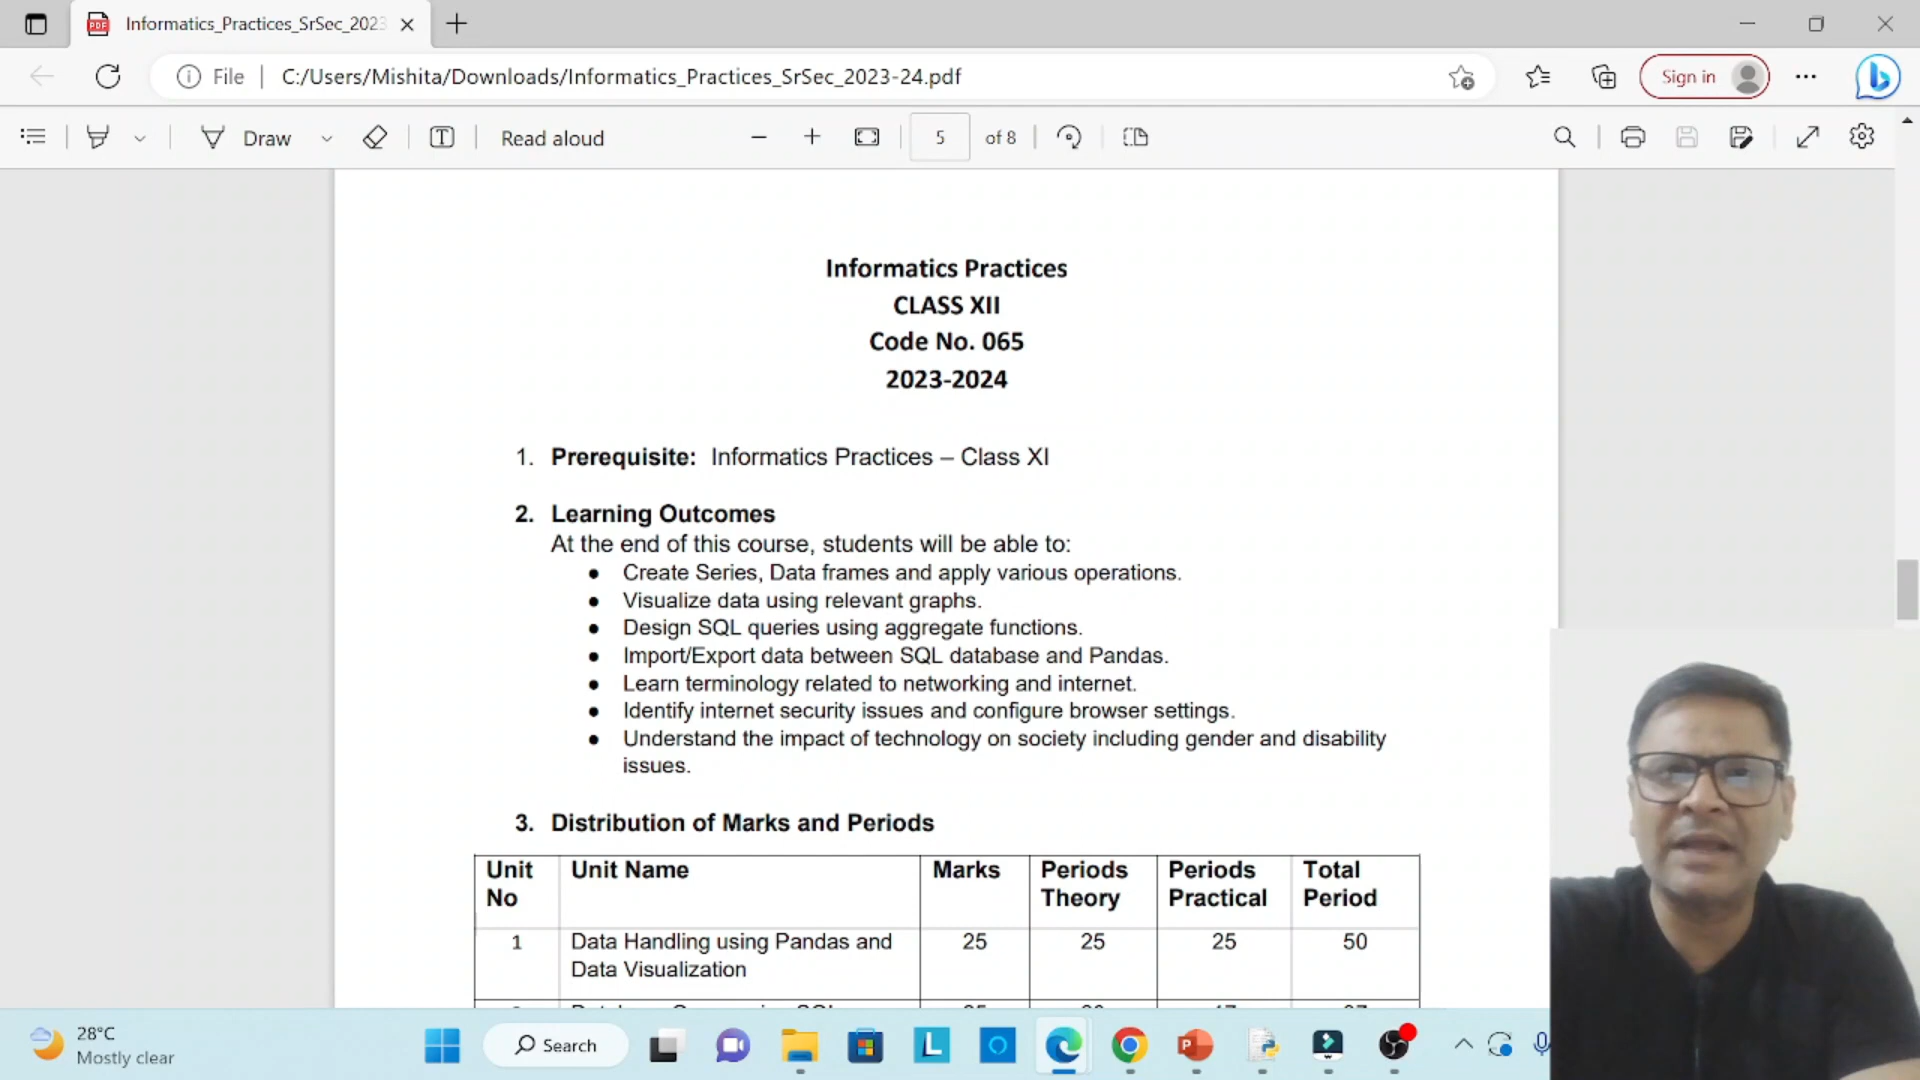 Informatics_Practices_SrSec_2023
File
C:/Users/Mishita/Downloads/Informatics_Practices_SrSec_2023-24.pdf
Sign in
Draw
Read aloud
5 of 8
Informatics Practices
CLASS XII
Code No. 065
2023-2024
1. Prerequisite: Informatics Practices – Class XI
2. Learning Outcomes
At the end of this course, students will be able to:
● Create Series, Data frames and apply various operations.
● Visualize data using relevant graphs.
● Design SQL queries using aggregate functions.
● Import/Export data between SQL database and Pandas.
● Learn terminology related to networking and internet.
● Identify internet security issues and configure browser settings.
● Understand the impact of technology on society including gender and disability
issues.
3. Distribution of Marks and Periods
Unit No Unit Name Marks Periods Theory Periods Practical Total Period
1 Data Handling using Pandas and 25 25 25 50
Data Visualization
28°C
Mostly clear
Search